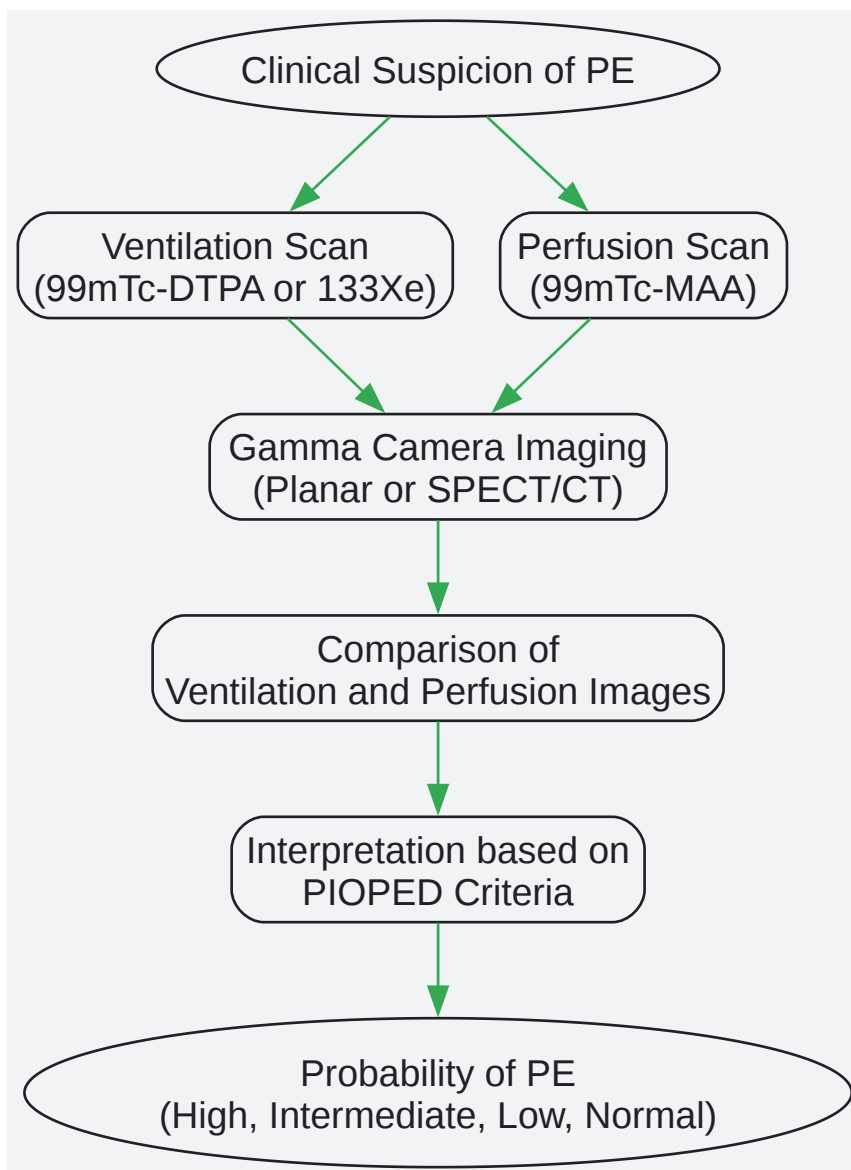 Clinical Suspicion of PE
Ventilation Scan
(99mTc-DTPA or 133Xe)
Perfusion Scan
(99mTc-MAA)
Gamma Camera Imaging
(Planar or SPECT/CT)
Comparison of
Ventilation and Perfusion Images
Interpretation based on
PIOPED Criteria
Probability of PE
(High, Intermediate, Low, Normal)